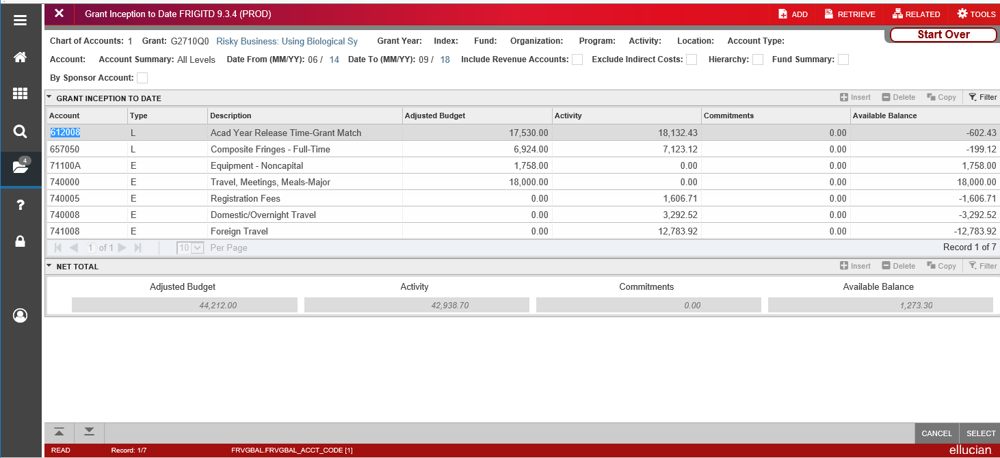 Grant Inception to Date FRIGITD 9.3.4 (PROD) ADD RETRIEVE RELATED TOOLS
Start Over
Chart of Accounts: 1 Grant: G2710Q0 Risky Business: Using Biological Sy Grant Year: Index: Fund: Organization: Program: Activity: Location: Account Type:
Account: Account Summary: All Levels Date From (MM/YY): 06 / 14 Date To (MM/YY): 09 / 18 Include Revenue Accounts: Exclude Indirect Costs: Hierarchy: Fund Summary:
By Sponsor Account:
GRANT INCEPTION TO DATE Insert Delete Copy Filter
Account Type Description Adjusted Budget Activity Commitments Available Balance
612008 L Acad Year Release Time-Grant Match 17,530.00 18,132.43 0.00 -602.43
657050 L Composite Fringes - Full-Time 6,924.00 7,123.12 0.00 -199.12
4
71100A E Equipment - Noncapital 1,758.00 0.00 0.00 1,758.00
740000 E Travel, Meetings, Meals-Major 18,000.00 0.00 0.00 18,000.00
740005 E Registration Fees 0.00 1,606.71 0.00 -1,606.71
740008 E Domestic/Overnight Travel 0.00 3,292.52 0.00 -3,292.52
741008 E Foreign Travel 0.00 12,783.92 0.00 -12,783.92
1 of 1 10 Per Page Record 1 of 7
NET TOTAL Insert Delete Copy Filter
Adjusted Budget Activity Commitments Available Balance
44,212.00 42,938.70 0.00 1,273.30
CANCEL SELECT
READ Record: 1/7 FRVGBAL.FRVGBAL_ACCT_CODE [1] ellucian